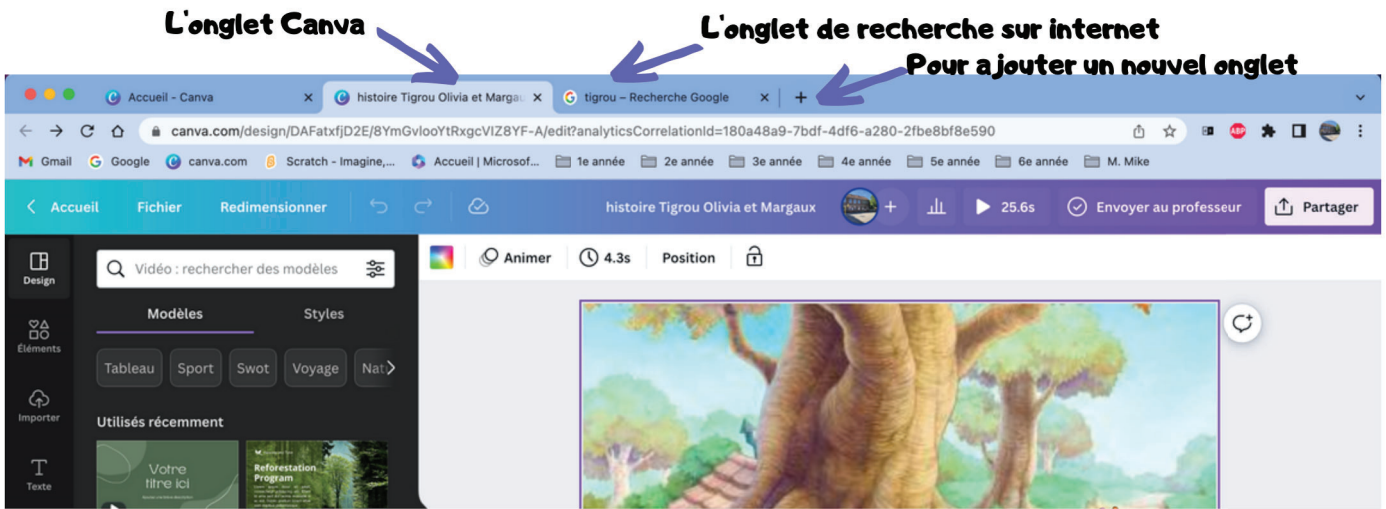 L'onglet Canva
L'onglet de recherche sur internet
Pour ajouter un nouvel onglet
Accueil - Canva
histoire Tigrou Olivia et Margau
tigrou – Recherche Google
canva.com/design/DAFatxfjD2E/8YmGvlooYtRxgcVIZ8YF-A/edit?analyticsCorrelationId=180a48a9-7bdf-4df6-a280-2fbe8bf8e590
ABP
Gmail Google canva.com Scratch - Imagine,... Accueil | Microsof... 1e année 2e année 3e année 4e année 5e année 6e année M. Mike
Accueil Fichier Redimensionner histoire Tigrou Olivia et Margaux 25.6s Envoyer au professeur Partager
Design
Vidéo : rechercher des modèles
Animer 4.3s Position
Modèles Styles
Éléments
Tableau Sport Swot Voyage Nat
Importer
Utilisés récemment
Texte
Votre
titre ici
Reforestation
Program